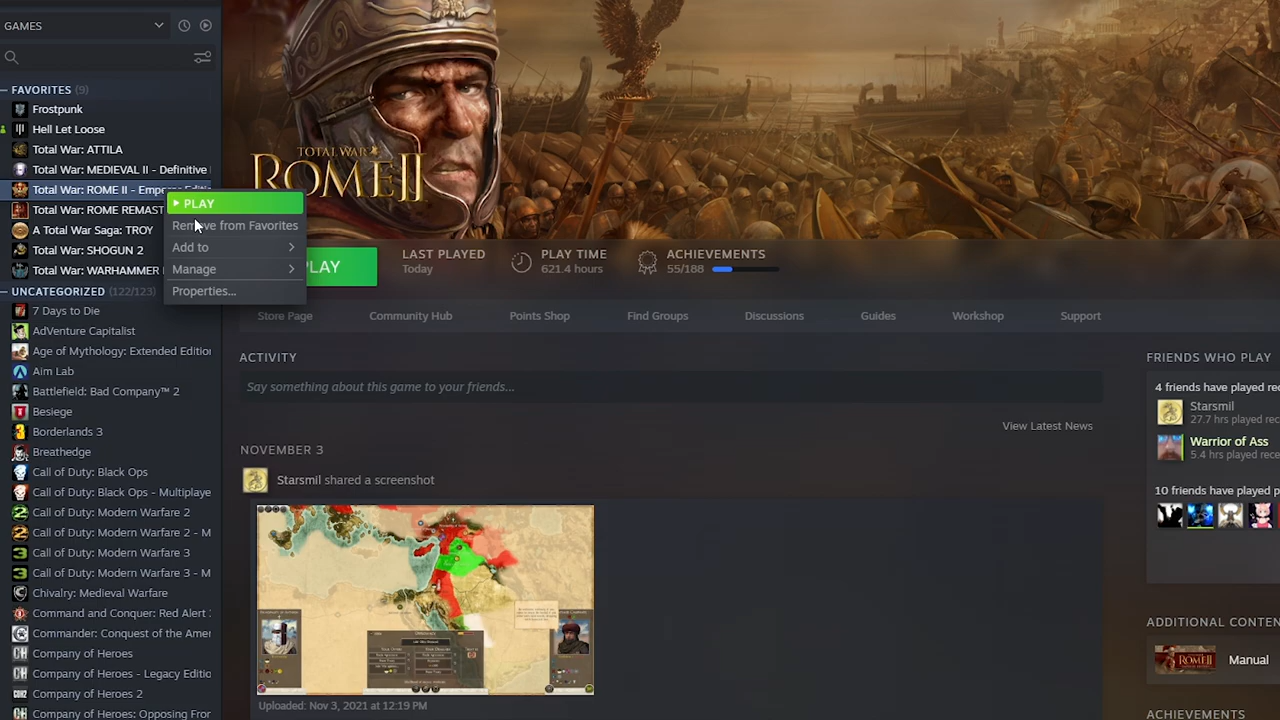 GAMES
FAVORITES (9)
Frostpunk
Hell Let Loose
Total War: ATTILA
Total War: MEDIEVAL II - Definitive
Total War: ROME II - Emperor Editio
Total War: ROME REMAST
A Total War Saga: TROY
Total War: SHOGUN 2
Total War: WARHAMMER
UNCATEGORIZED (122/123)
7 Days to Die
AdVenture Capitalist
Age of Mythology: Extended Edition
Aim Lab
Battlefield: Bad Company™ 2
Besiege
Borderlands 3
Breathedge
Call of Duty: Black Ops
Call of Duty: Black Ops - Multiplaye
Call of Duty: Modern Warfare 2
Call of Duty: Modern Warfare 2 - M
Call of Duty: Modern Warfare 3
Call of Duty: Modern Warfare 3 - M
Chivalry: Medieval Warfare
Command and Conquer: Red Alert
Commander: Conquest of the Amer
Company of Heroes
Company of Heroes - Legacy Editio
Company of Heroes 2
Company of Heroes: Opposing Fron
PLAY
Remove from Favorites
Add to
Manage
Properties...
TOTAL WAR
ROME II
PLAY
LAST PLAYED
Today
PLAY TIME
621.4 hours
ACHIEVEMENTS
55/188
Store Page
Community Hub
Points Shop
Find Groups
Discussions
Guides
Workshop
Support
ACTIVITY
Say something about this game to your friends...
View Latest News
NOVEMBER 3
Starsmil shared a screenshot
Uploaded: Nov 3, 2021 at 12:19 PM
FRIENDS WHO PLAY
4 friends have played rec
Starsmil
27.7 hrs played rec
Warrior of Ass
5.4 hrs played rece
10 friends have played p
ADDITIONAL CONTEN
ROME II
Manual
ACHIEVEMENTS